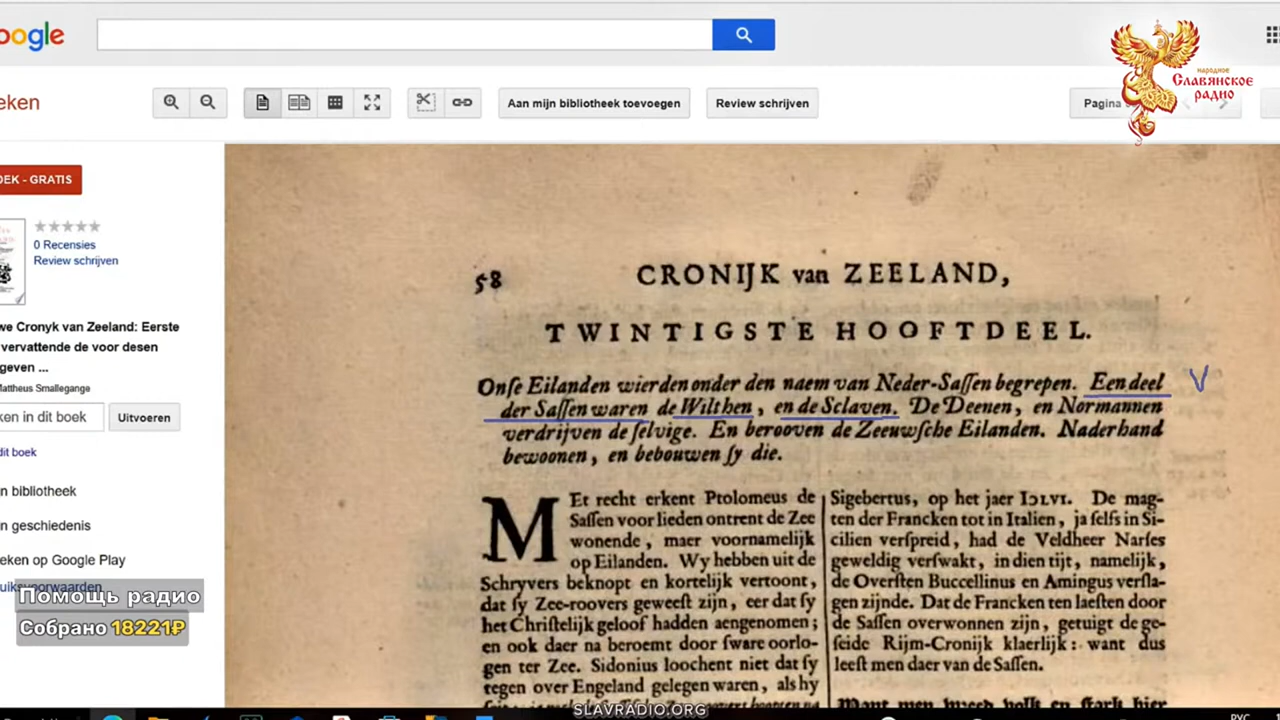 oogle
народное
Славянское
радио
eken
Aan mijn bibliotheek toevoegen
Review schrijven
Pagina
OEK - GRATIS
0 Recensies
Review schrijven
we Cronyk van Zeeland: Eerste
vervattende de voor desen
geven ...
Mattheus Smallegange
ken in dit boek
Uitvoeren
dit boek
n bibliotheek
n geschiedenis
eken op Google Play
Помощь радио
Собрано 18221₽
58
CRONIJK van ZEELAND,
TWINTIGSTE HOOFTDEEL.
Onſe Eilanden wierden onder den naem van Neder-Saſſen begrepen. Een deel
der Saſſen waren de Wilthen, en de Sclaven. De Deenen, en Normannen
verdrijven de ſelvige. En berooven de Zeeuwſche Eilanden. Naderhand
bewoonen, en bebouwen ſy die.
MEt recht erkent Ptolomeus de
Saſſen voor lieden ontrent de Zee
wonende, maer voornamelijk
op Eilanden. Wy hebben uit de
Schryvers beknopt en kortelijk vertoont,
dat ſy Zee-roovers geweeſt zijn, eer dat ſy
het Chriſtelijk geloof hadden aengenomen;
en ook daer na beroemt door ſware oorlo-
gen ter Zee. Sidonius loochent niet dat ſy
tegen over Engeland gelegen waren, als hy
Sigebertus, op het jaer IↃLVI. De mag-
ten der Francken tot in Italien, ja ſelfs in Si-
cilien verſpreid, had de Veldheer Narſes
geweldig verſwakt, in dien tijt, namelijk,
de Overſten Buccellinus en Amingus verſla-
gen zijnde. Dat de Francken ten laeſten door
de Saſſen overwonnen zijn, getuigt de ge-
ſeide Rijm-Cronijk klaerlijk: want dus
leeſt men daer van de Saſſen.
SLAVRADIO.ORG